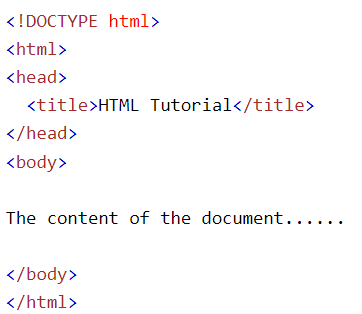 <!DOCTYPE html>
<html>
<head>
  <title>HTML Tutorial</title>
</head>
<body>

The content of the document......

</body>
</html>